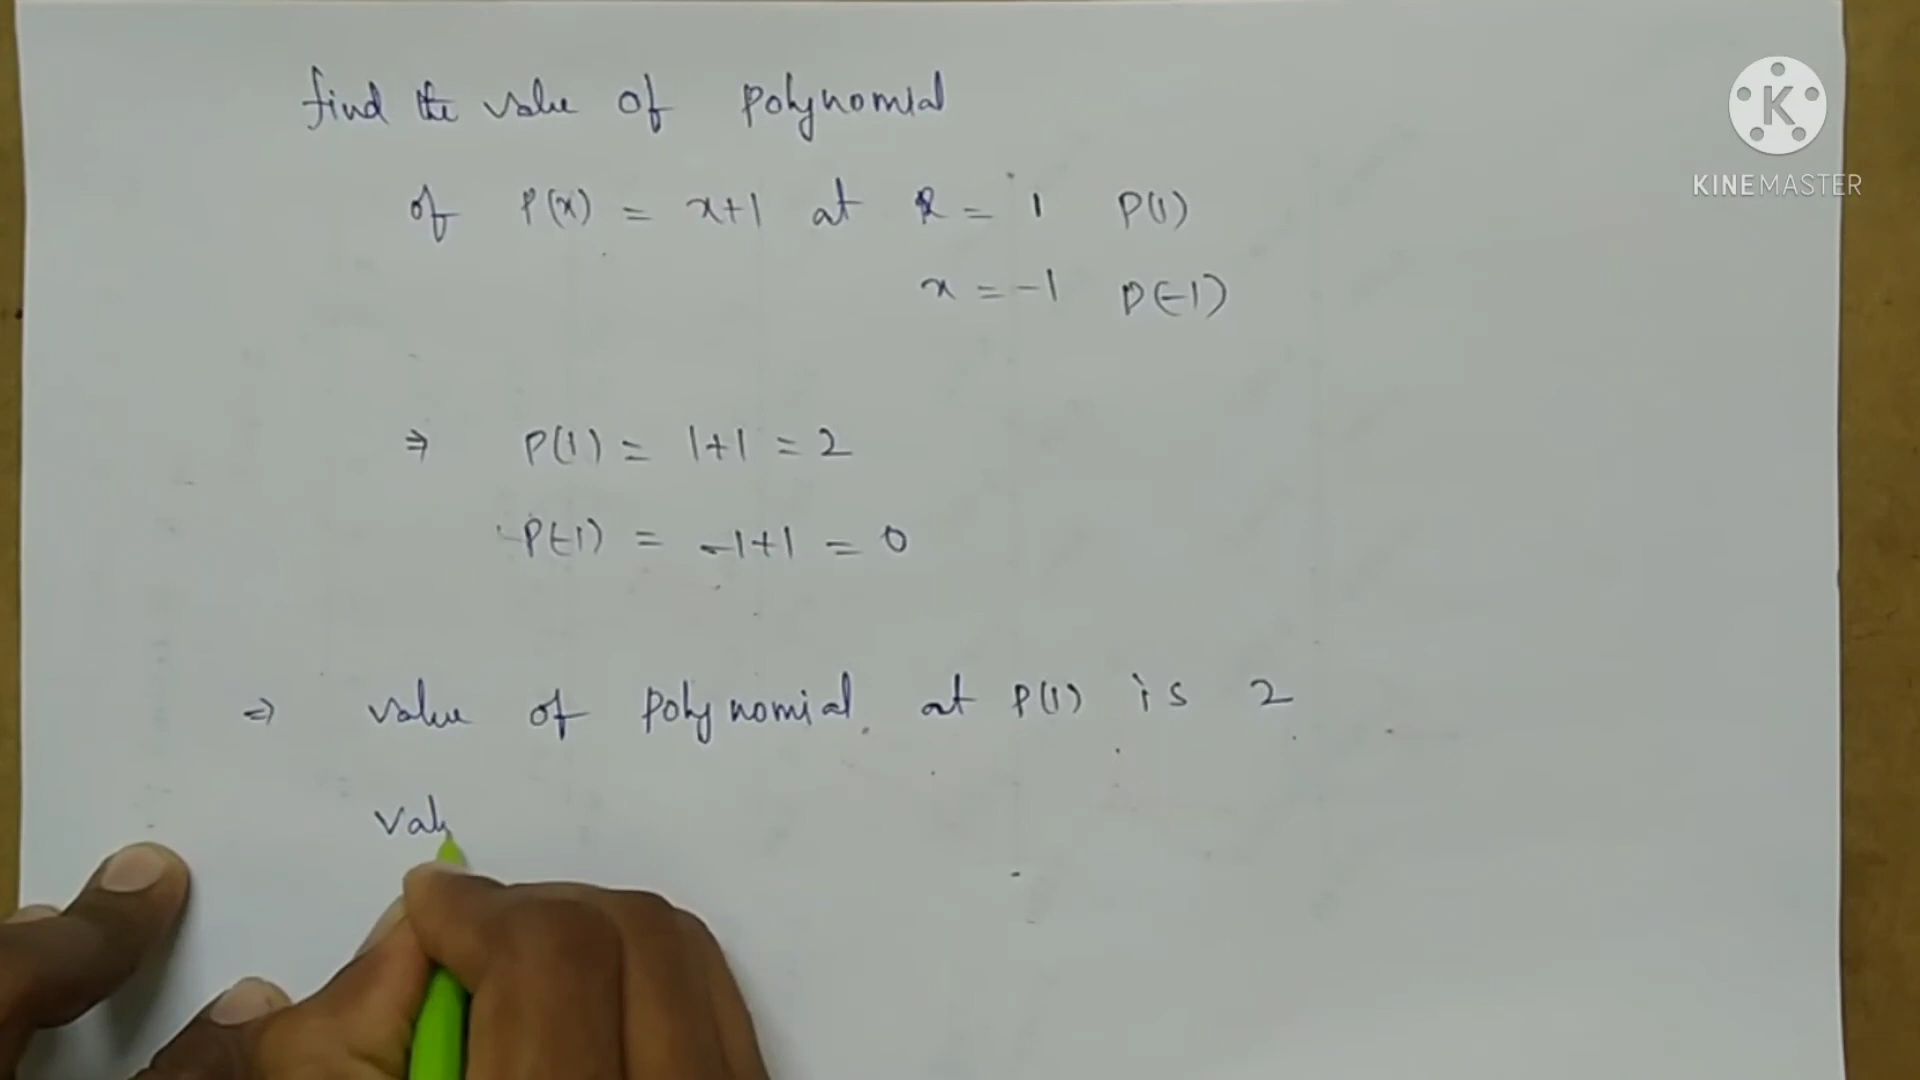 find the value of polynomial
of P(x) = x+1 at x = 1 P(1)
x = -1 P(-1)
⇒ P(1) = 1+1 = 2
P(-1) = -1+1 = 0
⇒ value of polynomial at P(1) is 2
Valu
K
KINEMASTER